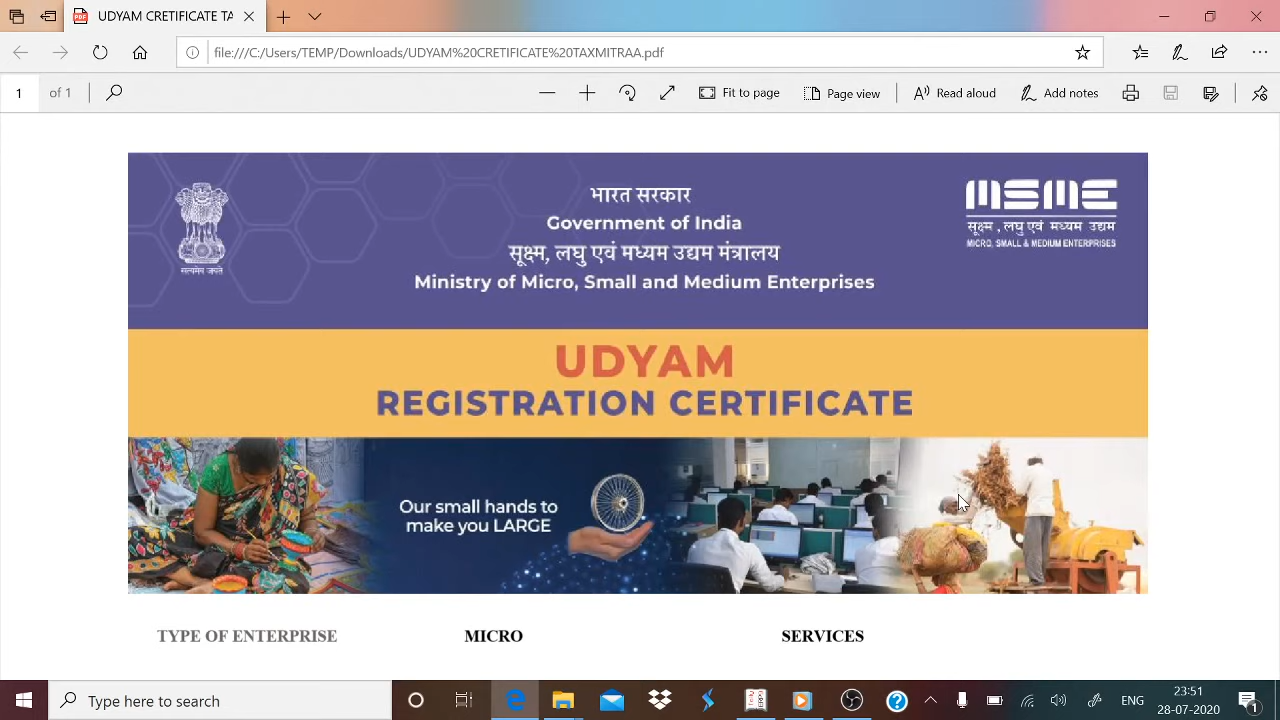 UDYAM CRETIFICATE TA
file:///C:/Users/TEMP/Downloads/UDYAM%20CRETIFICATE%20TAXMITRAA.pdf
1 of 1
Fit to page
Page view
Read aloud
Add notes
भारत सरकार
Government of India
सूक्ष्म, लघु एवं मध्यम उद्यम मंत्रालय
Ministry of Micro, Small and Medium Enterprises
सत्यमेव जयते
MSME
सूक्ष्म, लघु एवं मध्यम उद्यम
MICRO, SMALL & MEDIUM ENTERPRISES
UDYAM
REGISTRATION CERTIFICATE
Our small hands to
make you LARGE
TYPE OF ENTERPRISE MICRO SERVICES
Type here to search
ENG
23:51
28-07-2020
1